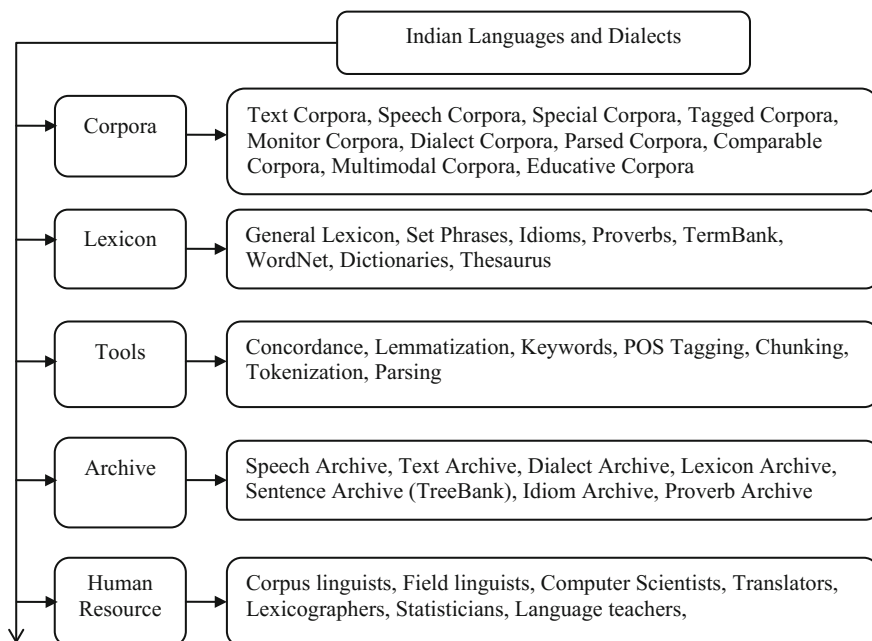 Indian Languages and Dialects
Corpora
Text Corpora, Speech Corpora, Special Corpora, Tagged Corpora,
Monitor Corpora, Dialect Corpora, Parsed Corpora, Comparable
Corpora, Multimodal Corpora, Educative Corpora
Lexicon
General Lexicon, Set Phrases, Idioms, Proverbs, TermBank,
WordNet, Dictionaries, Thesaurus
Tools
Concordance, Lemmatization, Keywords, POS Tagging, Chunking,
Tokenization, Parsing
Archive
Speech Archive, Text Archive, Dialect Archive, Lexicon Archive,
Sentence Archive (TreeBank), Idiom Archive, Proverb Archive
Human
Resource
Corpus linguists, Field linguists, Computer Scientists, Translators,
Lexicographers, Statisticians, Language teachers,